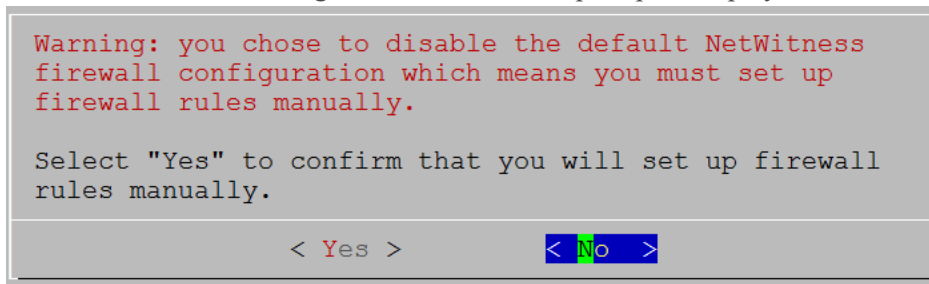 Warning: you chose to disable the default NetWitness
firewall configuration which means you must set up
firewall rules manually.
Select "Yes" to confirm that you will set up firewall
rules manually.
< Yes > < No >